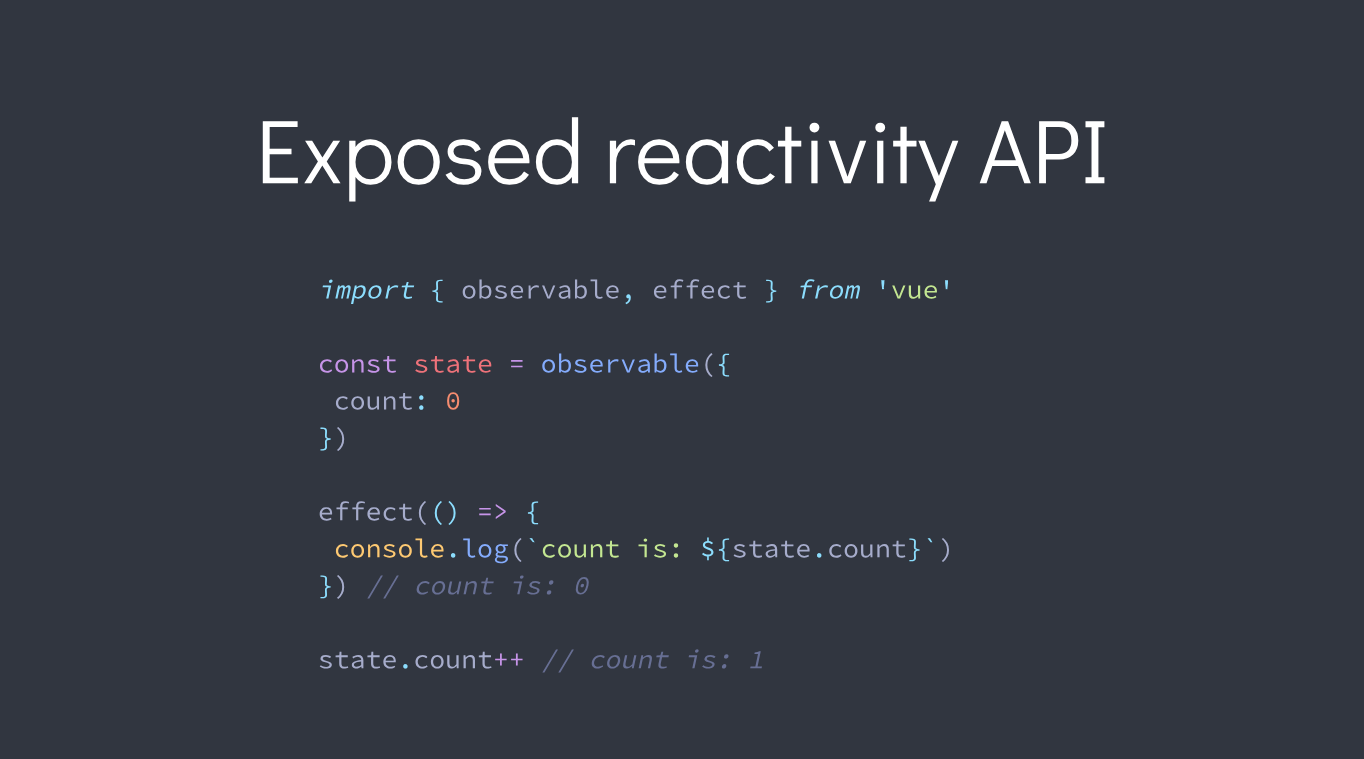 Exposed reactivity API
import { observable, effect } from 'vue'
const state = observable({
 count: 0
})
effect(() => {
 console.log(`count is: ${state.count}`)
}) // count is: 0
state.count++ // count is: 1